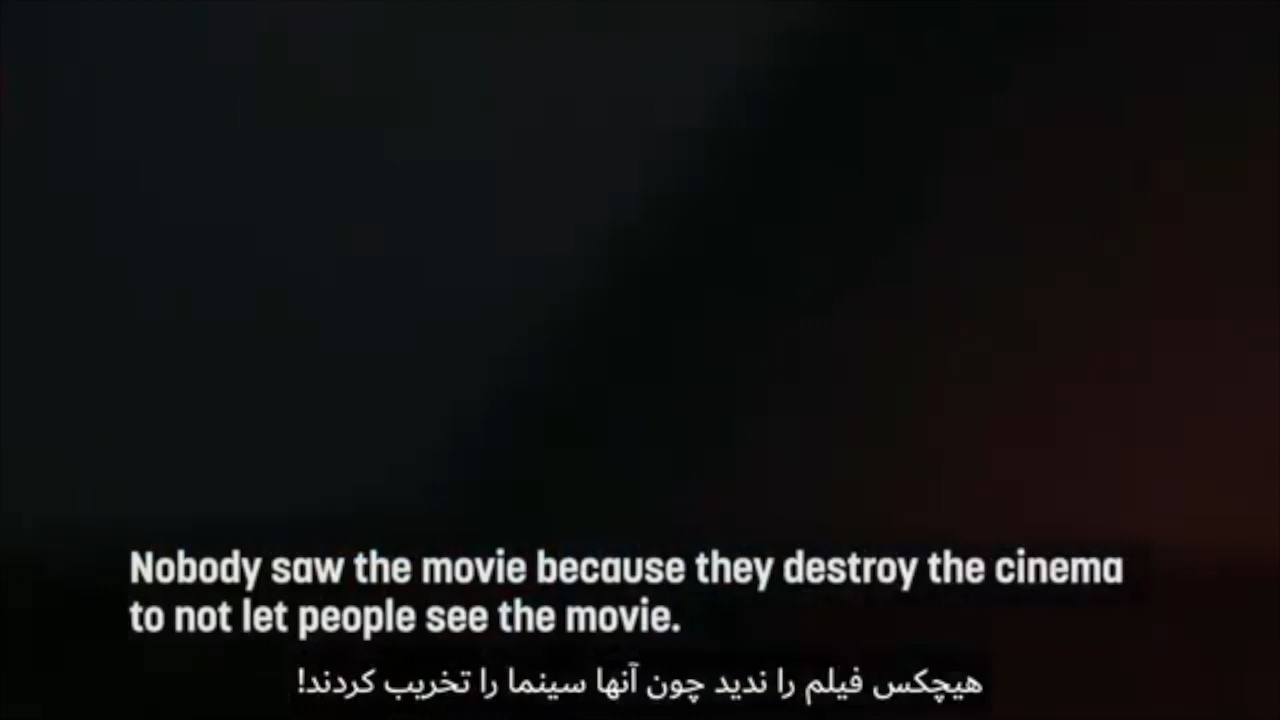 Nobody saw the movie because they destroy the cinema
to not let people see the movie.
هیچکس فیلم را ندید چون آنها سینما را تخریب کردند!